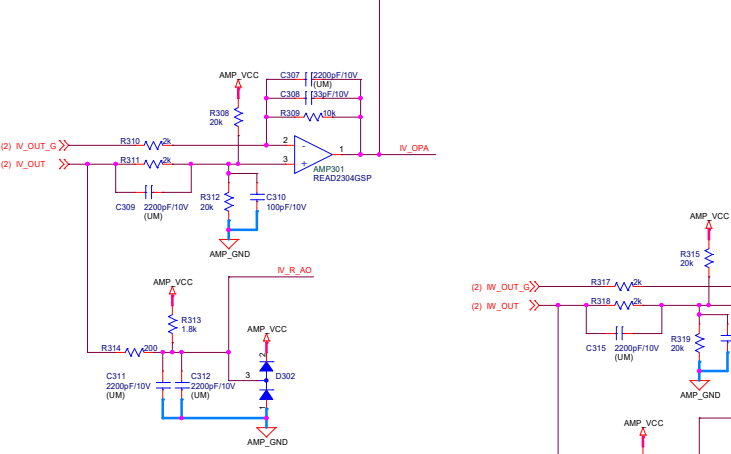 AMP_VCC
C307 2200pF/10V
(UM)
C308 33pF/10V
R308
20k
R309 10k
(2) IV_OUT_G R310 2k 2 - 1 IV_OPA
(2) IV_OUT R311 2k 3 +
AMP301
READ2304GSP
C309 2200pF/10V
(UM)
R312
20k
C310
100pF/10V
AMP_GND
IV_R_AO
AMP_VCC
R313
1.8k
AMP_VCC
R314 200
2
3 D302
1
C311
2200pF/10V
(UM)
C312
2200pF/10V
(UM)
AMP_GND
AMP_VCC
R315
20k
(2) IW_OUT_G R317 2k
(2) IW_OUT R318 2k
C315 2200pF/10V
(UM)
R319
20k
AMP_GND
AMP_VCC